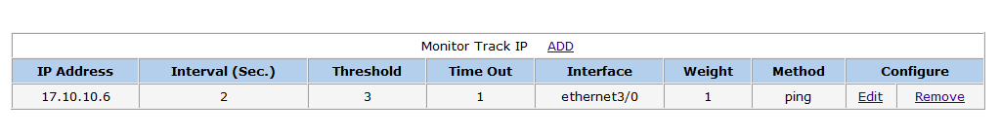 Monitor Track IP ADD
IP Address Interval (Sec.) Threshold Time Out Interface Weight Method Configure
17.10.10.6 2 3 1 ethernet3/0 1 ping Edit Remove